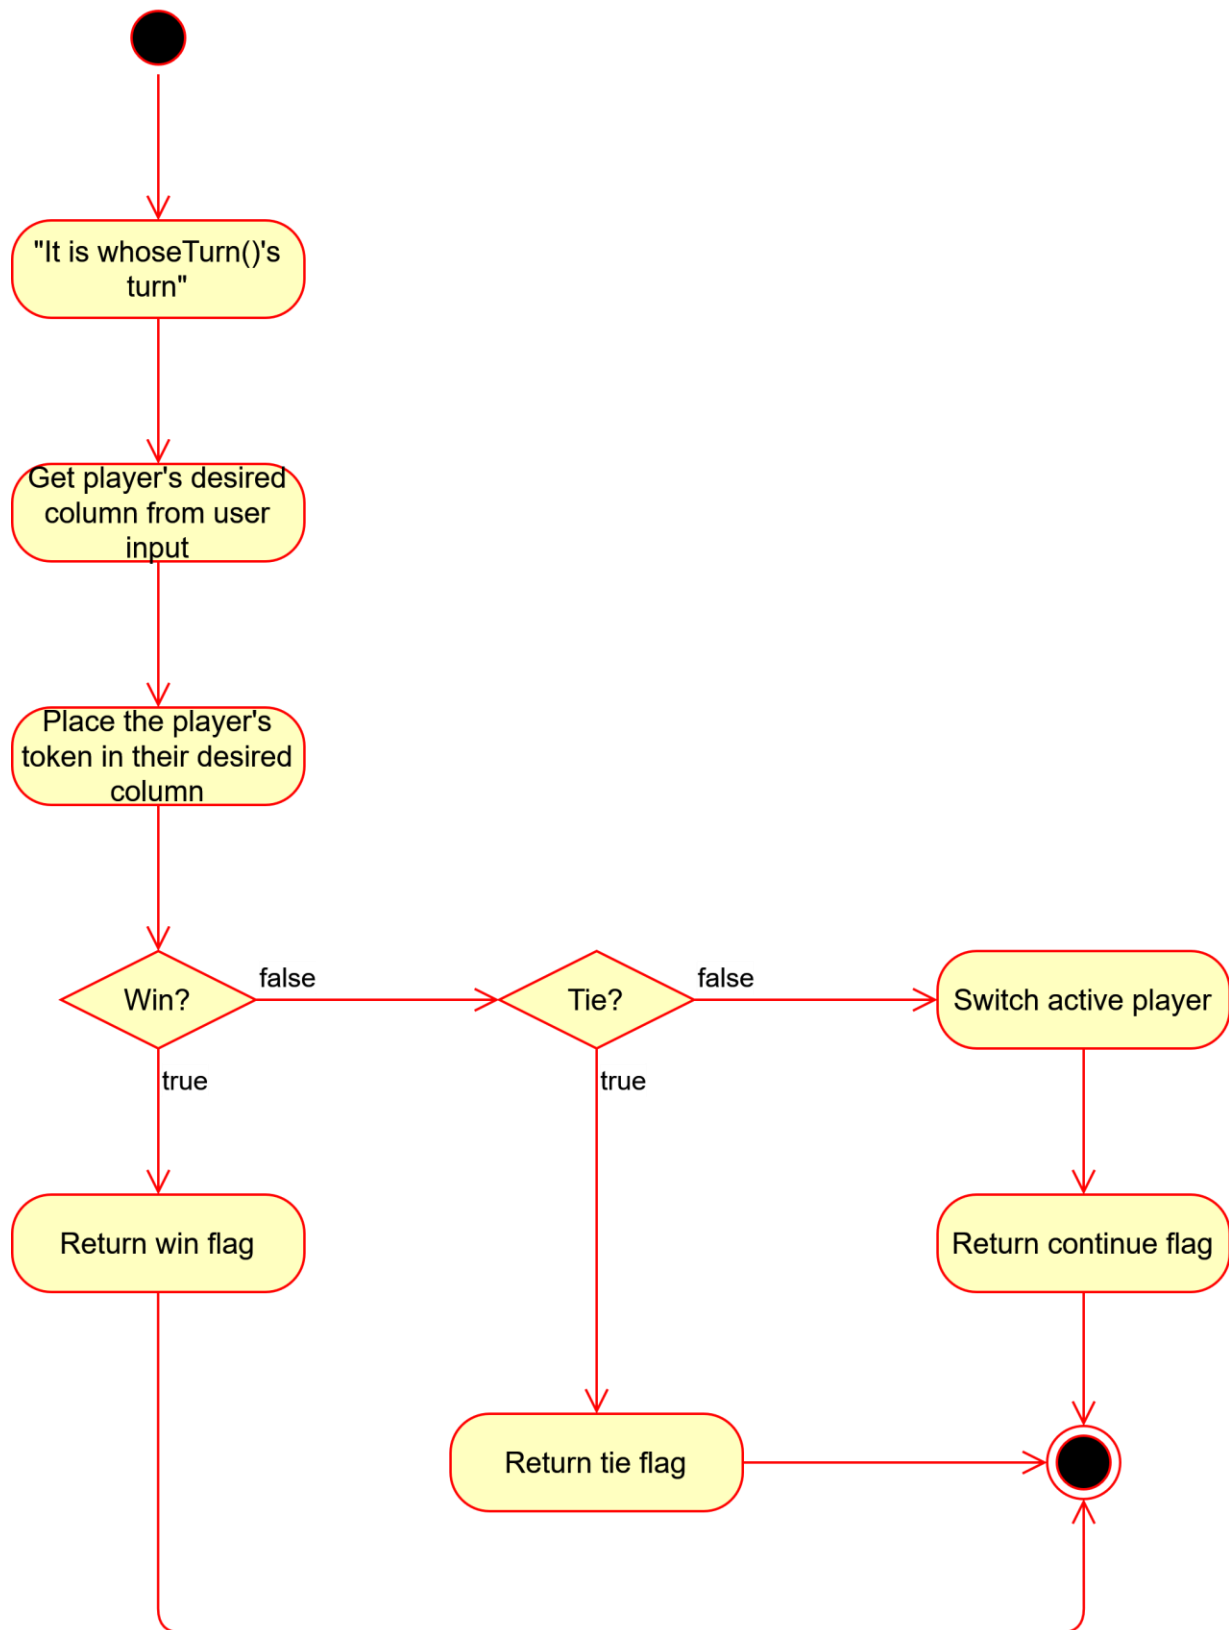 "It is whoseTurn()'s
turn"
Get player's desired
column from user
input
Place the player's
token in their desired
column
Win?
false
Tie?
false
Switch active player
true
true
Return win flag
Return continue flag
Return tie flag